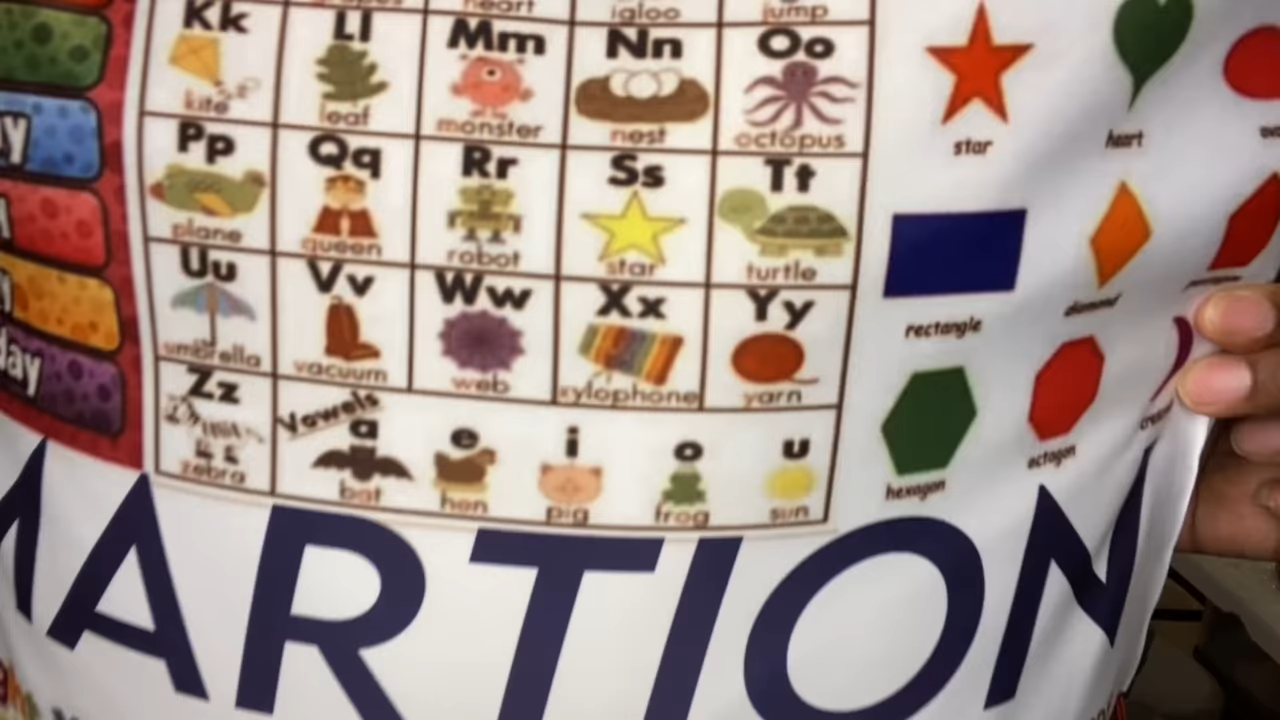 heart igloo jump
Kk Ll Mm Nn Oo
kite leaf monster nest octopus
star heart
Pp Qq Rr Ss Tt
plane queen robot star turtle
rectangle diamond
Uu Vv Ww Xx Yy
umbrella vacuum web xylophone yarn
Zz Vowels a e i o u
zebra bat hen pig frog sun
hexagon octagon
day
MARTION